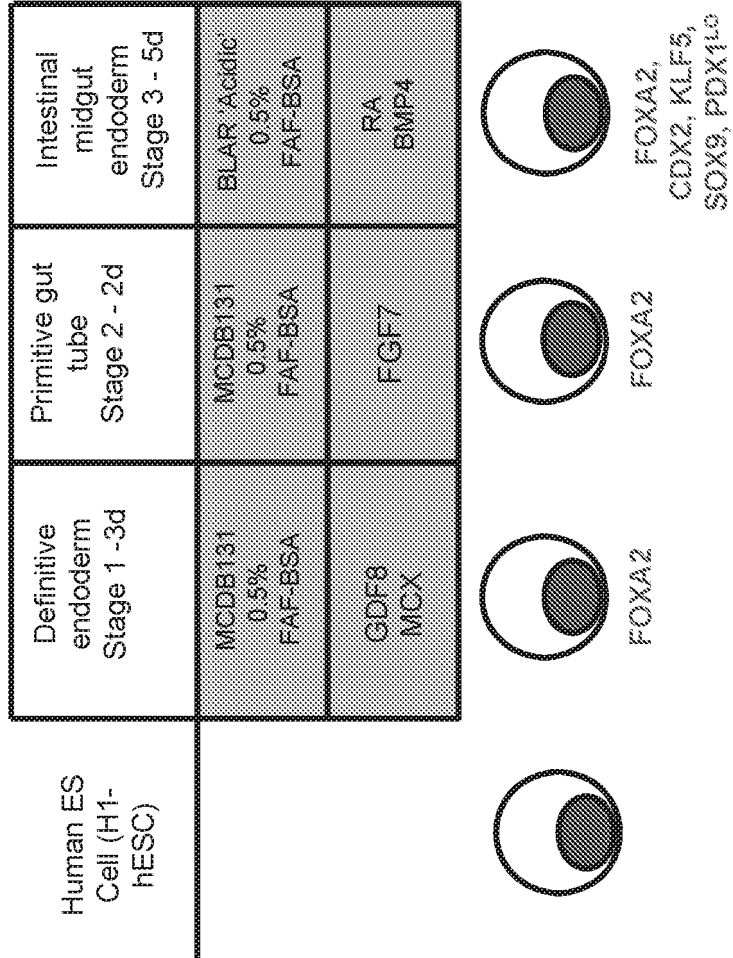 Human ES
Cell (H1-
hESC)
Definitive
endoderm
Stage 1 -3d
Primitive gut
tube
Stage 2 - 2d
Intestinal
midgut
endoderm
Stage 3 - 5d
MCDB131
0.5%
FAF-BSA
MCDB131
0.5%
FAF-BSA
BLAR 'Acidic'
0.5%
FAF-BSA
GDF8
MCX
FGF7
RA
BMP4
FOXA2
FOXA2
FOXA2,
CDX2, KLF5,
SOX9, PDX1ᴸᴼ